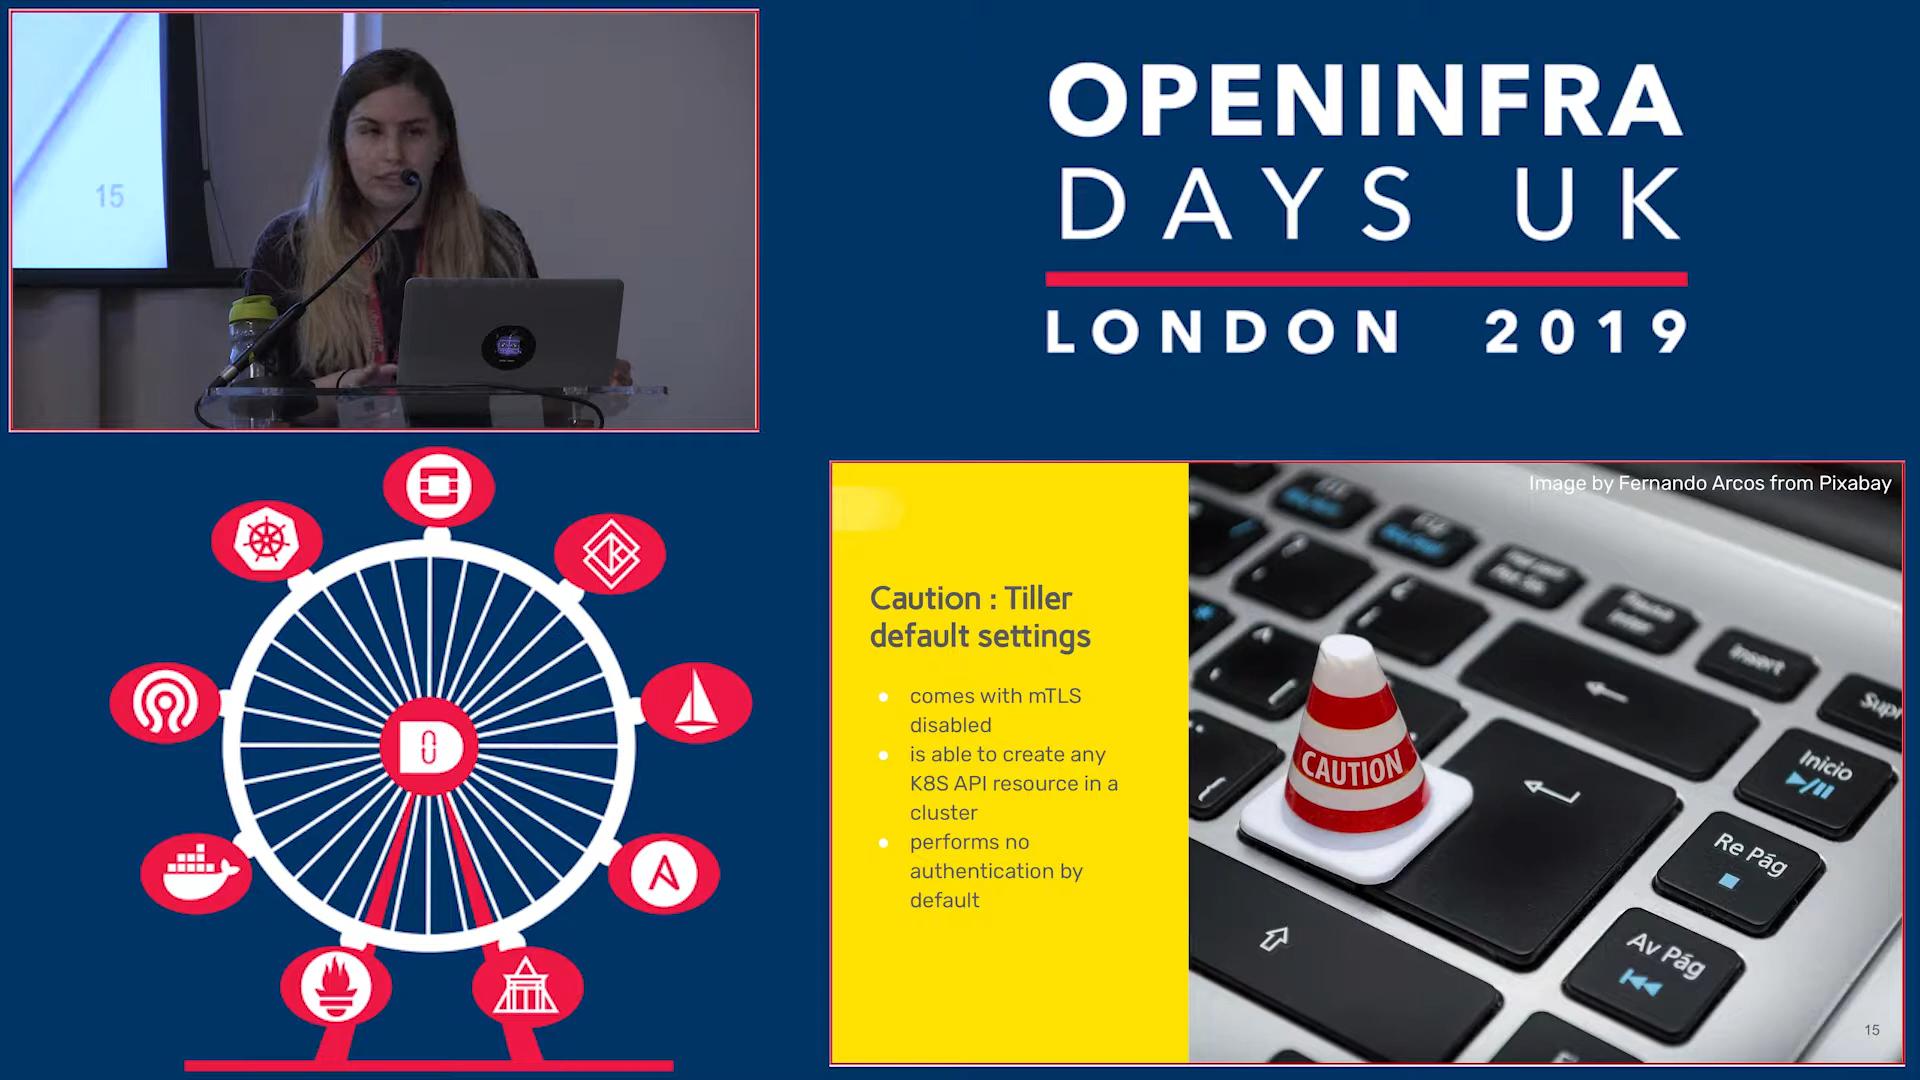 15
OPENINFRA
DAYS UK
LONDON 2019
Image by Fernando Arcos from Pixabay
Caution : Tiller
default settings
comes with mTLS
disabled
is able to create any
K8S API resource in a
cluster
performs no
authentication by
default
CAUTION
Insert
Inicio
Re Pág
Av Pág
15